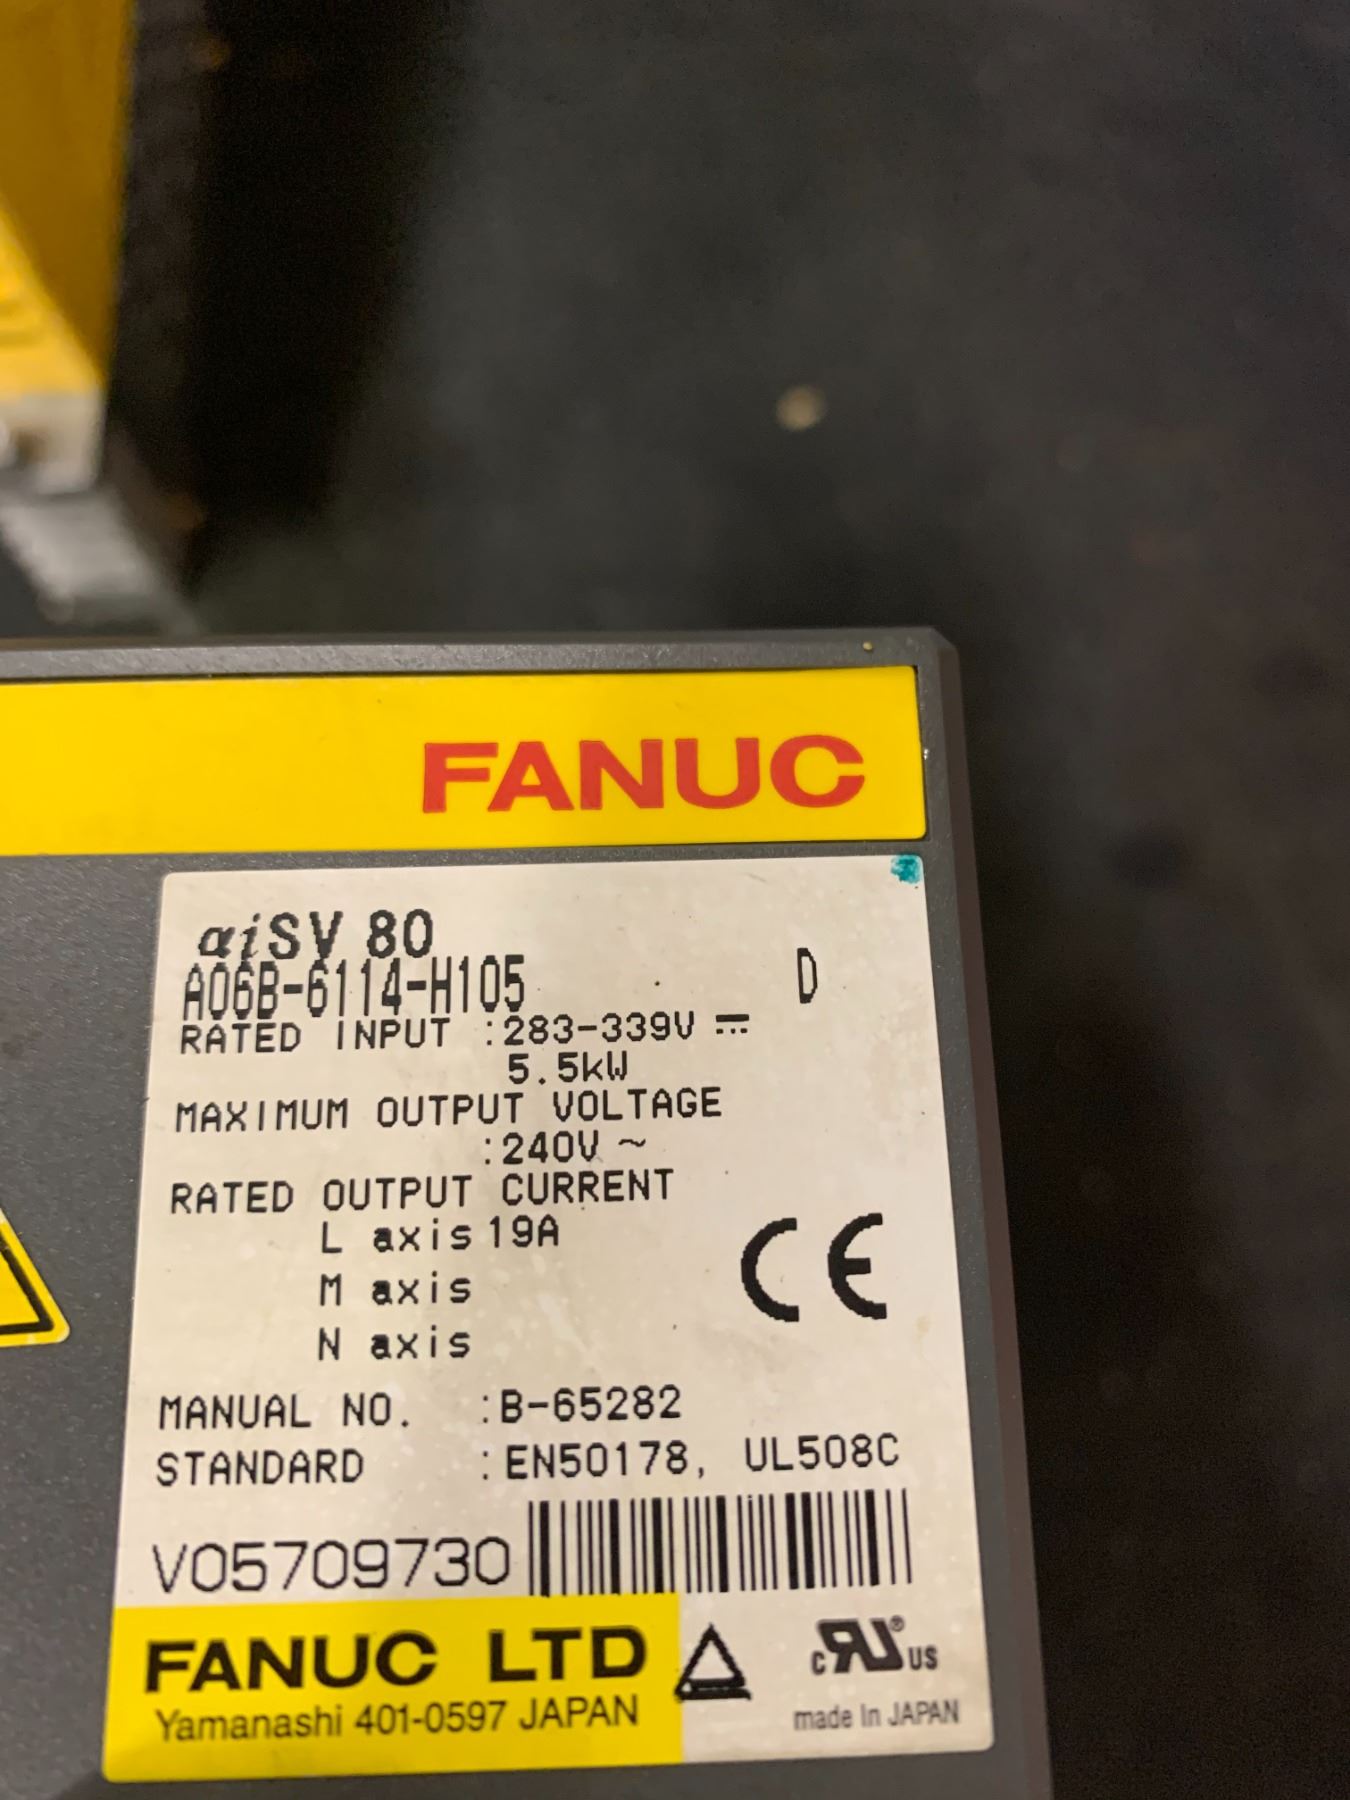 FANUC
αiSV 80
A06B-6114-H105 D
RATED INPUT :283-339V ⎓
5.5kW
MAXIMUM OUTPUT VOLTAGE
:240V ~
RATED OUTPUT CURRENT
L axis 19A
M axis
N axis
CE
MANUAL NO. :B-65282
STANDARD :EN50178, UL508C
V05709730
FANUC LTD
Yamanashi 401-0597 JAPAN
c RU ® US
made In JAPAN